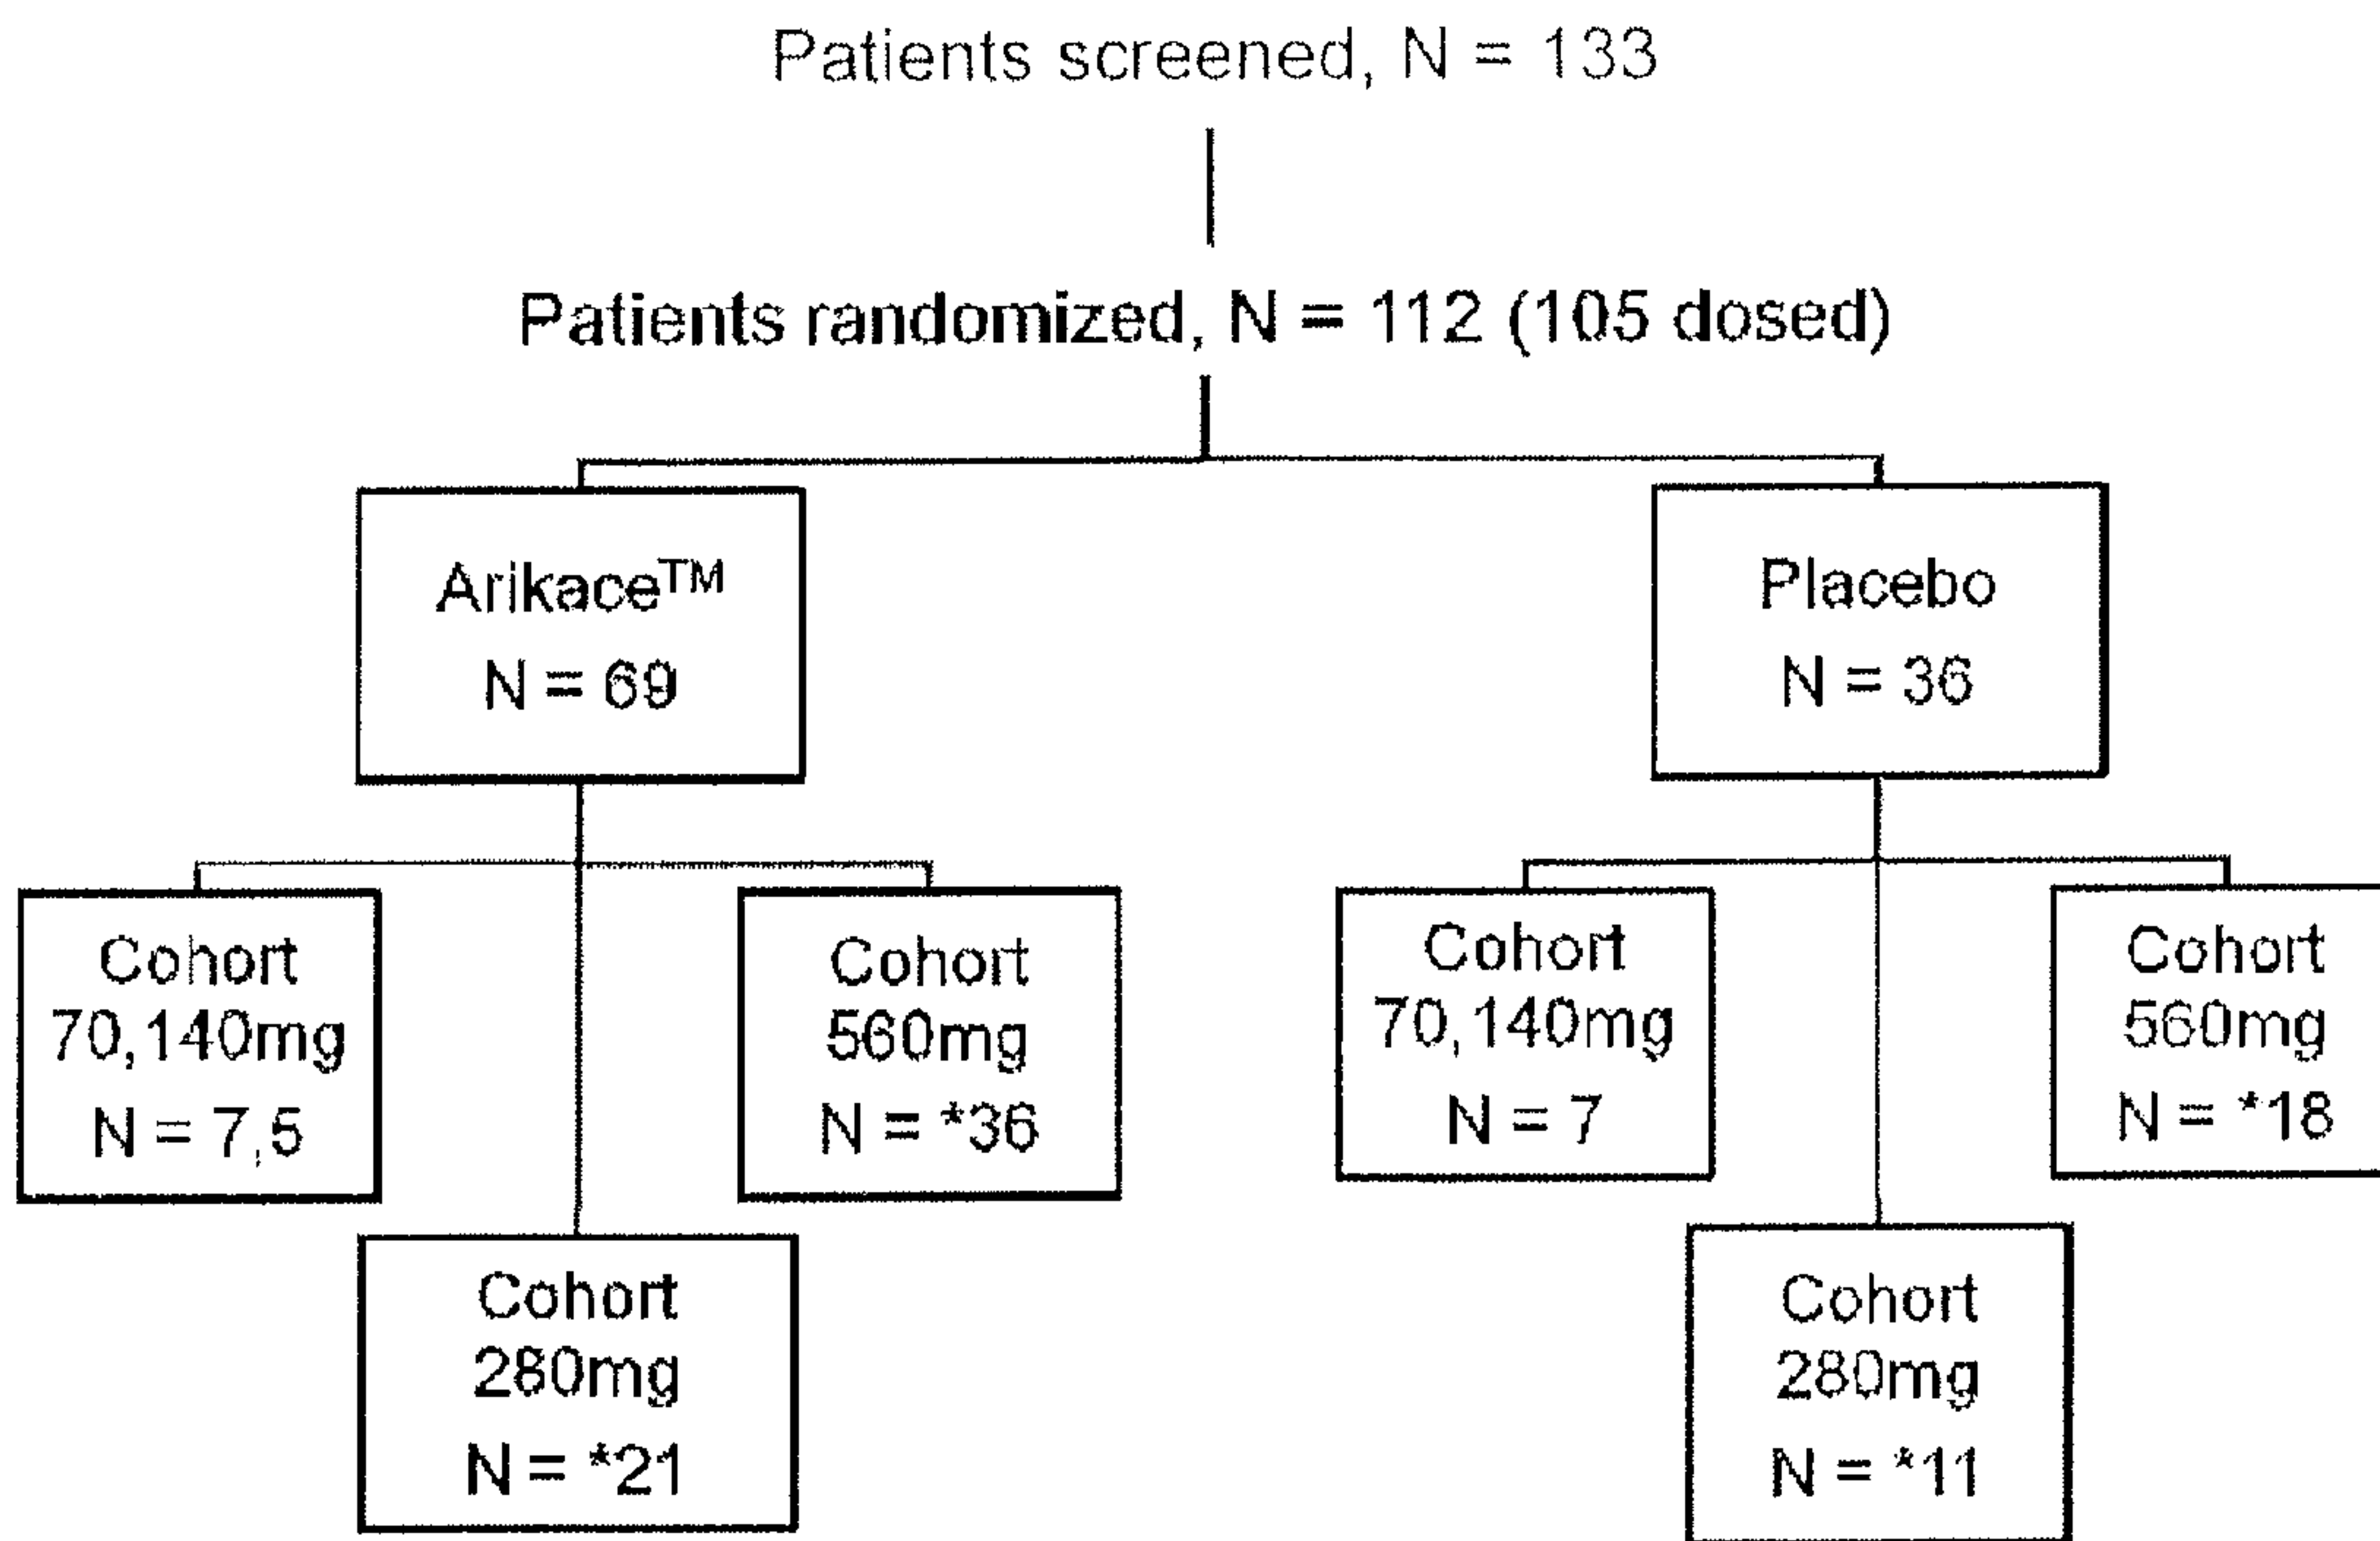 Patients screened, N = 133
Patients randomized, N = 112 (105 dosed)
Arikace™
N = 69
Placebo
N = 36
Cohort
70,140mg
N = 7,5
Cohort
560mg
N = *36
Cohort
70,140mg
N = 7
Cohort
560mg
N = *18
Cohort
280mg
N = *21
Cohort
280mg
N = *11